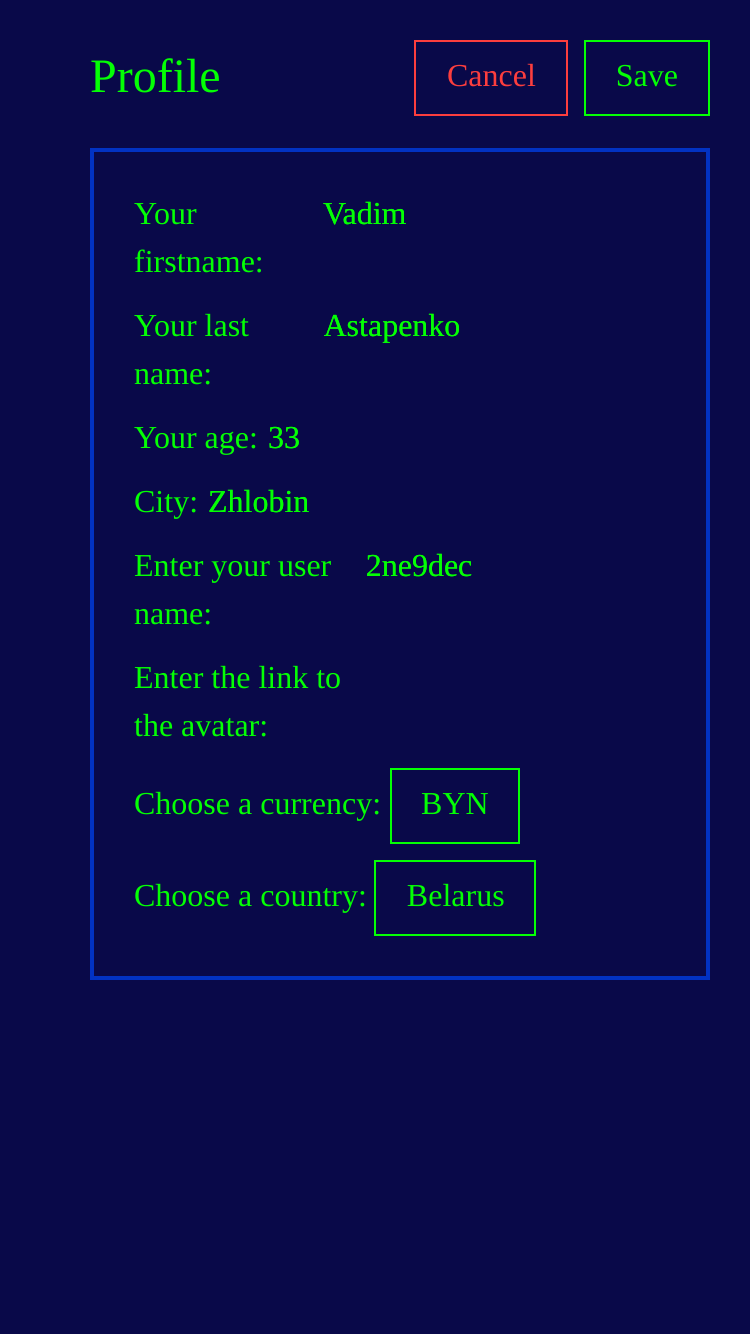 Profile Cancel Save
Your Vadim
firstname:
Your last Astapenko
name:
Your age: 33
City: Zhlobin
Enter your user 2ne9dec
name:
Enter the link to
the avatar:
Choose a currency: BYN
Choose a country: Belarus